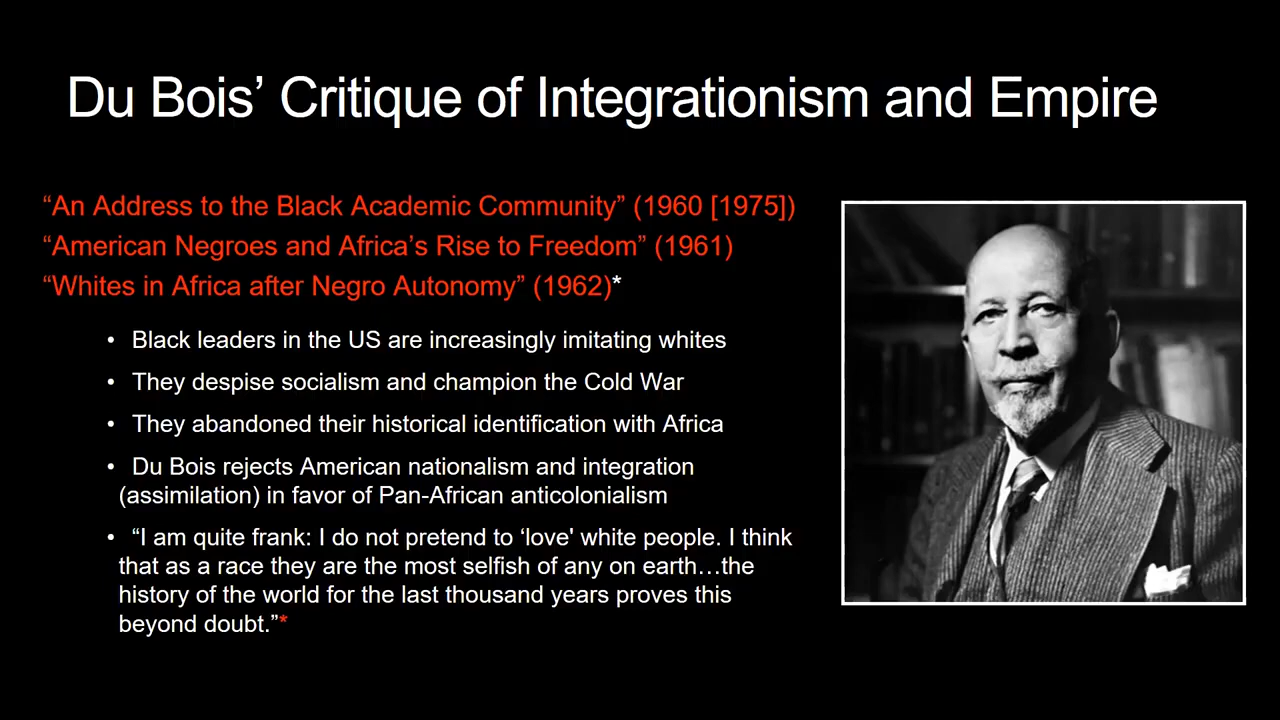 Du Bois’ Critique of Integrationism and Empire
“An Address to the Black Academic Community” (1960 [1975])
“American Negroes and Africa’s Rise to Freedom” (1961)
“Whites in Africa after Negro Autonomy” (1962)*
• Black leaders in the US are increasingly imitating whites
• They despise socialism and champion the Cold War
• They abandoned their historical identification with Africa
• Du Bois rejects American nationalism and integration
(assimilation) in favor of Pan-African anticolonialism
• “I am quite frank: I do not pretend to ‘love' white people. I think
that as a race they are the most selfish of any on earth…the
history of the world for the last thousand years proves this
beyond doubt.”*